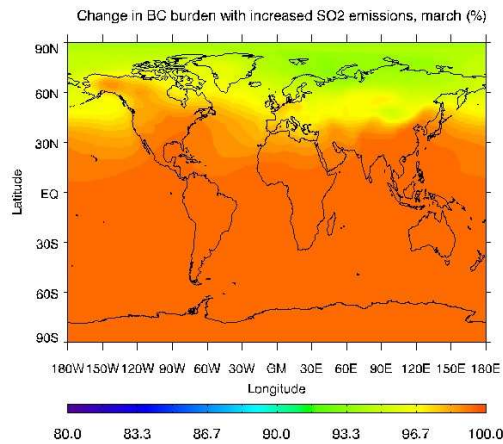 Change in BC burden with increased SO2 emissions, march (%)
90N
60N
30N
EQ
30S
60S
90S
Latitude
180W 150W 120W 90W 60W 30W GM 30E 60E 90E 120E 150E 180E
Longitude
80.0 83.3 86.7 90.0 93.3 96.7 100.0